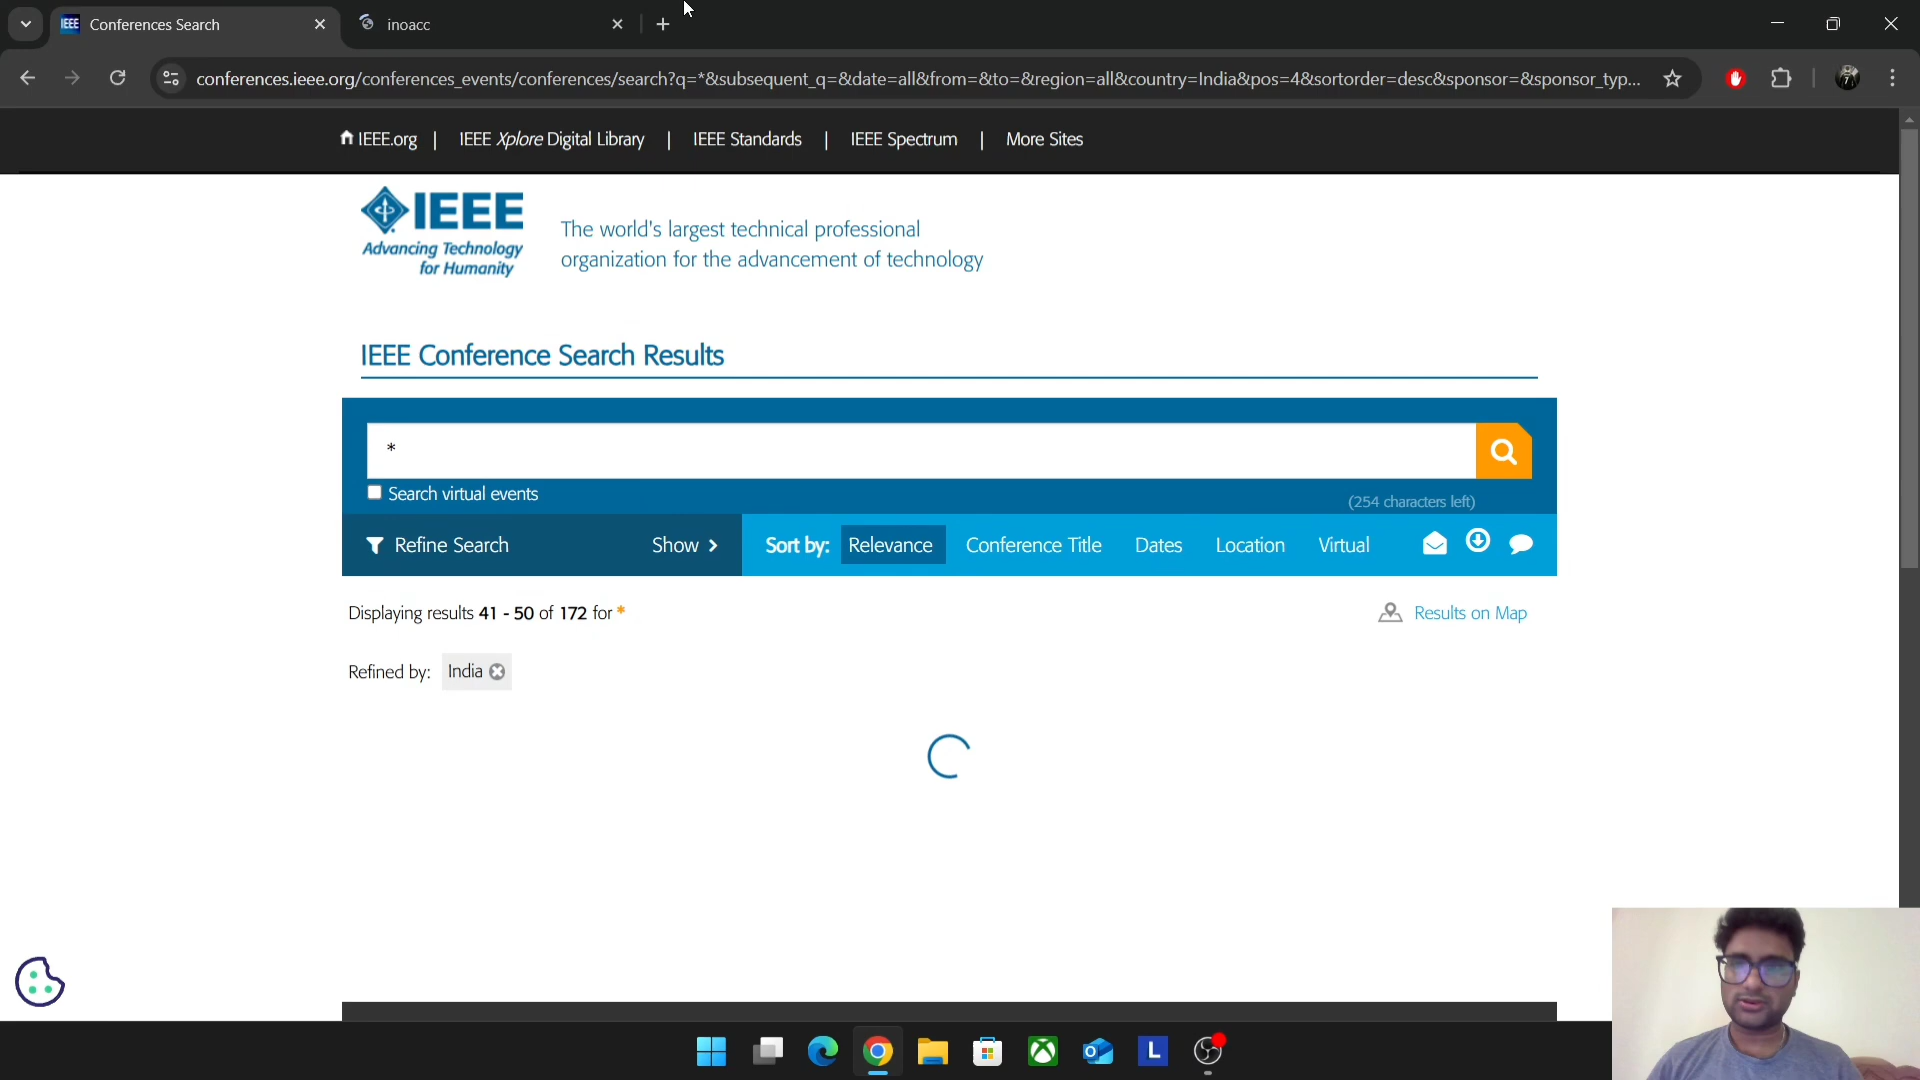 Conferences Search
inoacc
conferences.ieee.org/conferences_events/conferences/search?q=*&subsequent_q=&date=all&from=&to=&region=all&country=India&pos=4&sortorder=desc&sponsor=&sponsor_typ...
IEEE.org | IEEE Xplore Digital Library | IEEE Standards | IEEE Spectrum | More Sites
IEEE
Advancing Technology
for Humanity
The world's largest technical professional
organization for the advancement of technology
IEEE Conference Search Results
*
Search virtual events
(254 characters left)
Refine Search Show
Sort by: Relevance Conference Title Dates Location Virtual
Displaying results 41 - 50 of 172 for *
Results on Map
Refined by: India
L